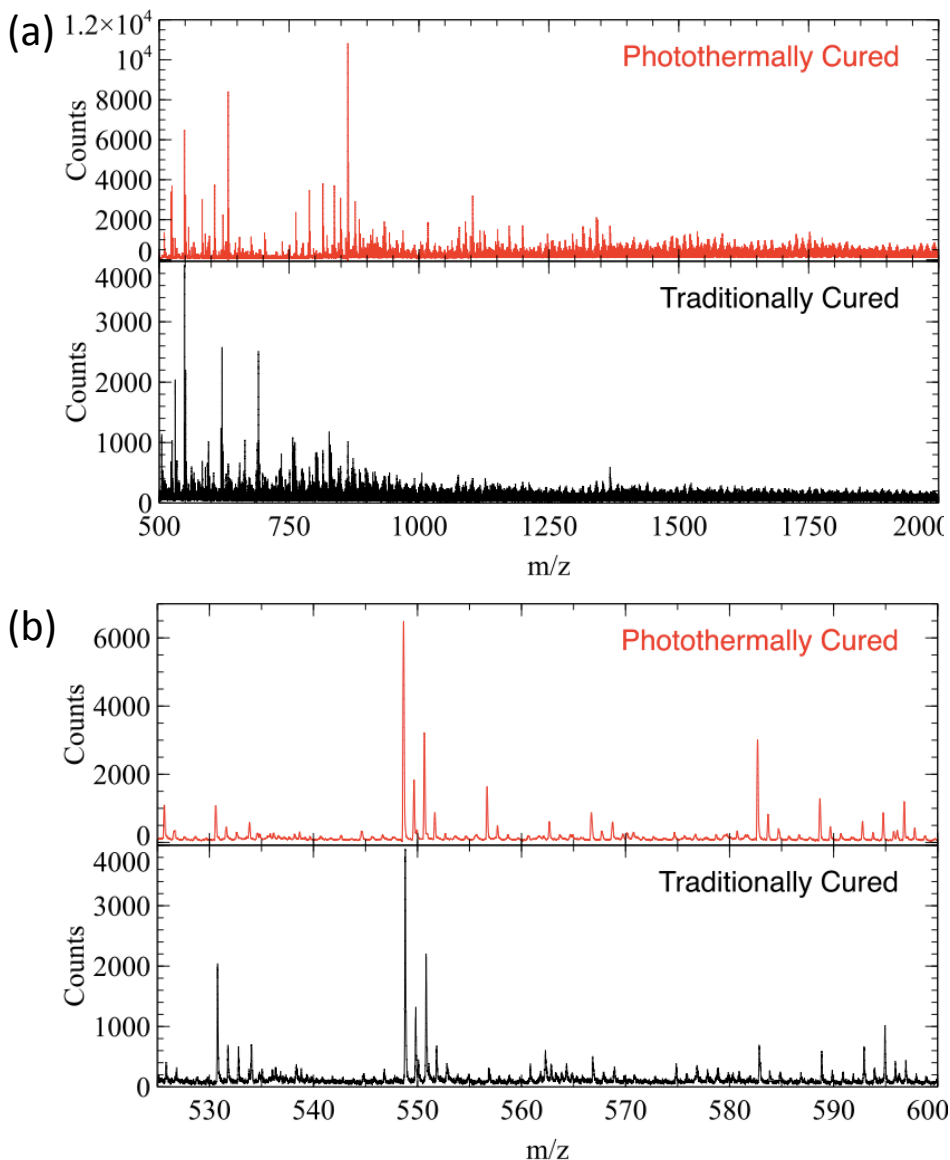 (a)
1.2×10⁴
10⁴
8000
6000
4000
2000
0
Counts
Photothermally Cured
4000
3000
2000
1000
0
Counts
Traditionally Cured
500 750 1000 1250 1500 1750 2000
m/z
(b)
6000
4000
2000
0
Counts
Photothermally Cured
4000
3000
2000
1000
0
Counts
Traditionally Cured
530 540 550 560 570 580 590 600
m/z